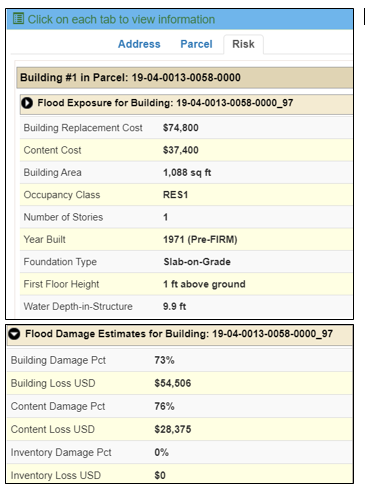 Click on each tab to view information
Address Parcel Risk
Building #1 in Parcel: 19-04-0013-0058-0000
Flood Exposure for Building: 19-04-0013-0058-0000_97
Building Replacement Cost $74,800
Content Cost $37,400
Building Area 1,088 sq ft
Occupancy Class RES1
Number of Stories 1
Year Built 1971 (Pre-FIRM)
Foundation Type Slab-on-Grade
First Floor Height 1 ft above ground
Water Depth-in-Structure 9.9 ft
Flood Damage Estimates for Building: 19-04-0013-0058-0000_97
Building Damage Pct 73%
Building Loss USD $54,506
Content Damage Pct 76%
Content Loss USD $28,375
Inventory Damage Pct 0%
Inventory Loss USD $0